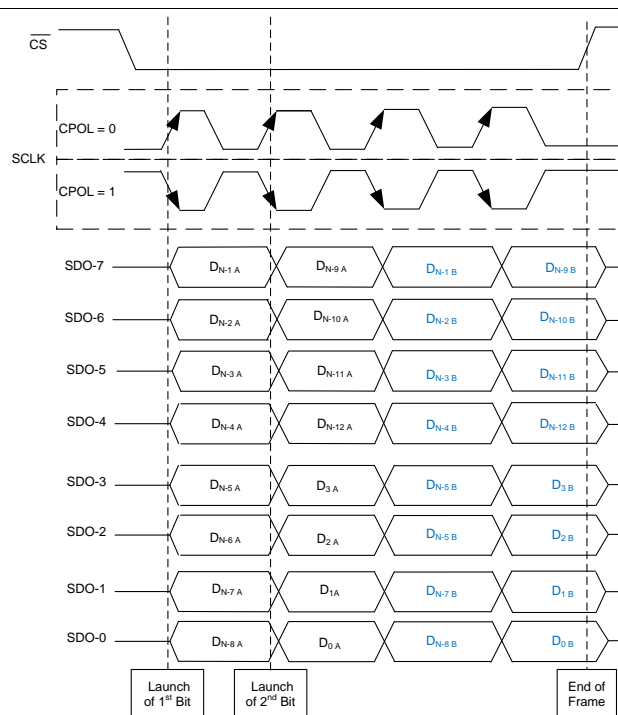 CS
CPOL = 0
SCLK
CPOL = 1
SDO-7 DN-1 A DN-9 A DN-1 B DN-9 B
SDO-6 DN-2 A DN-10 A DN-2 B DN-10 B
SDO-5 DN-3 A DN-11 A DN-3 B DN-11 B
SDO-4 DN-4 A DN-12 A DN-4 B DN-12 B
SDO-3 DN-5 A D3 A DN-5 B D3 B
SDO-2 DN-6 A D2 A DN-5 B D2 B
SDO-1 DN-7 A D1A DN-7 B D1 B
SDO-0 DN-8 A D0 A DN-8 B D0 B
Launch
of 1st Bit
Launch
of 2nd Bit
End of
Frame